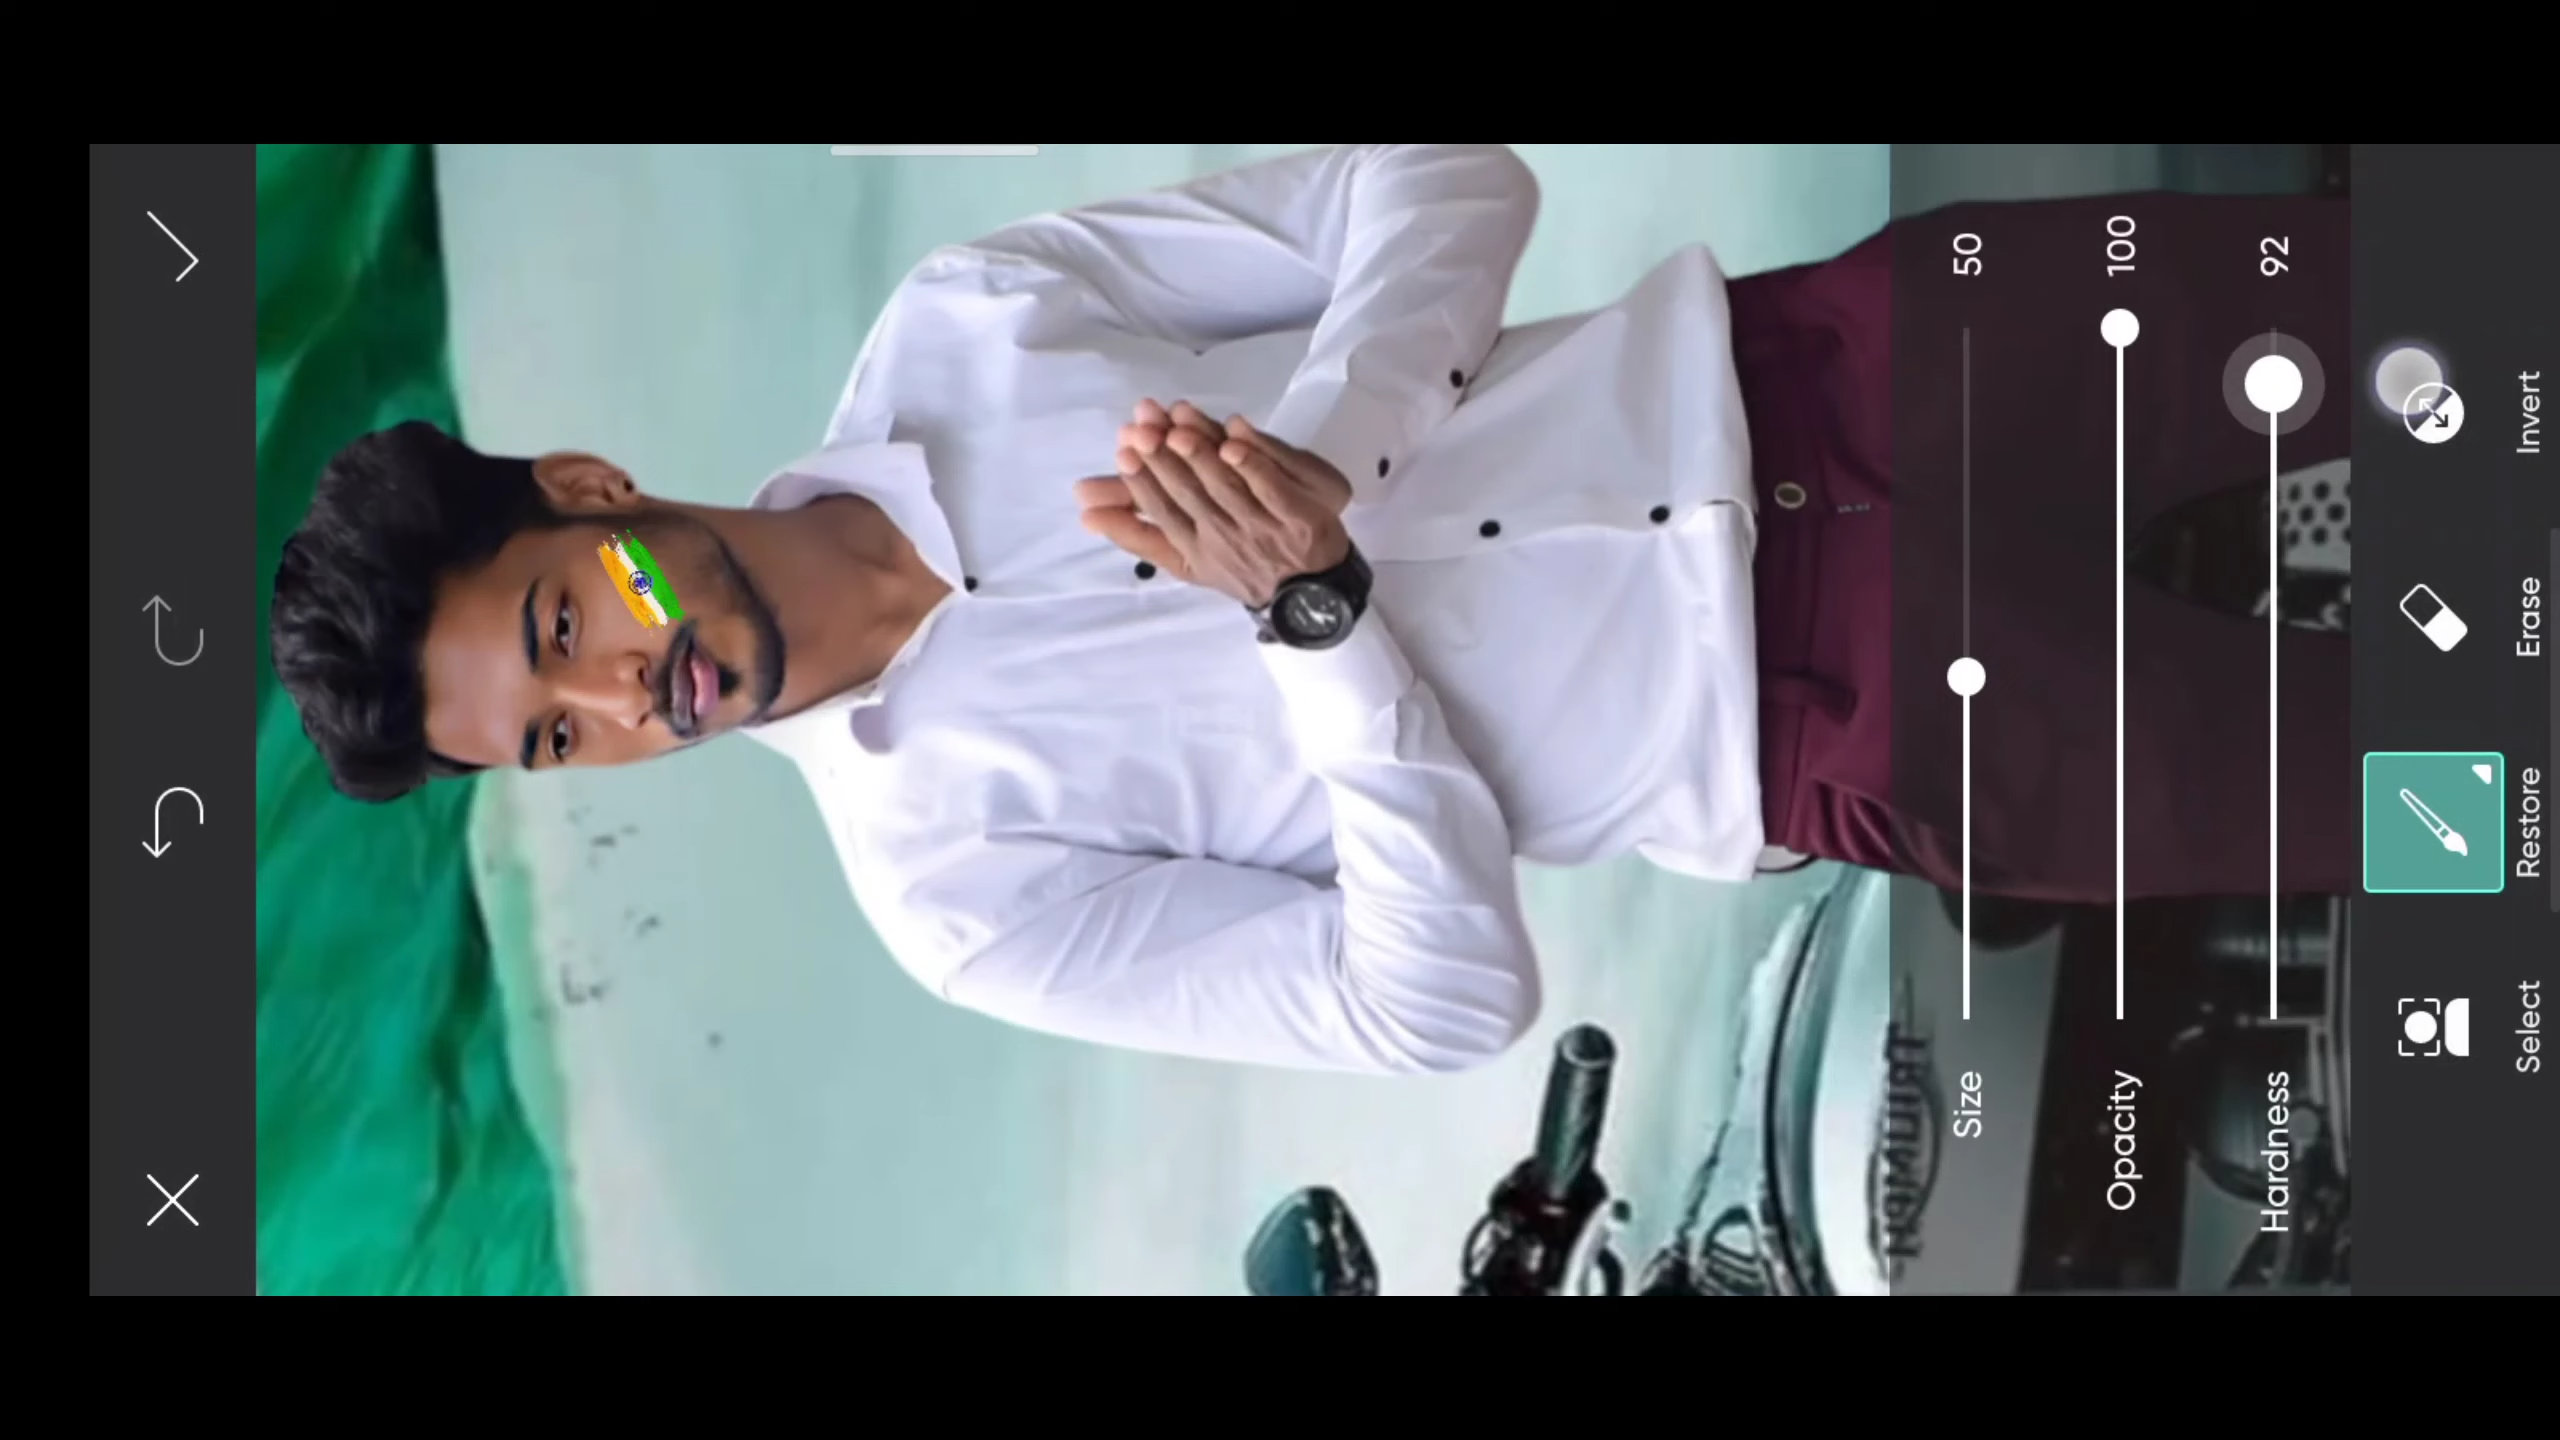 Size 50
Opacity 100
Hardness 92
Select
Restore
Erase
Invert